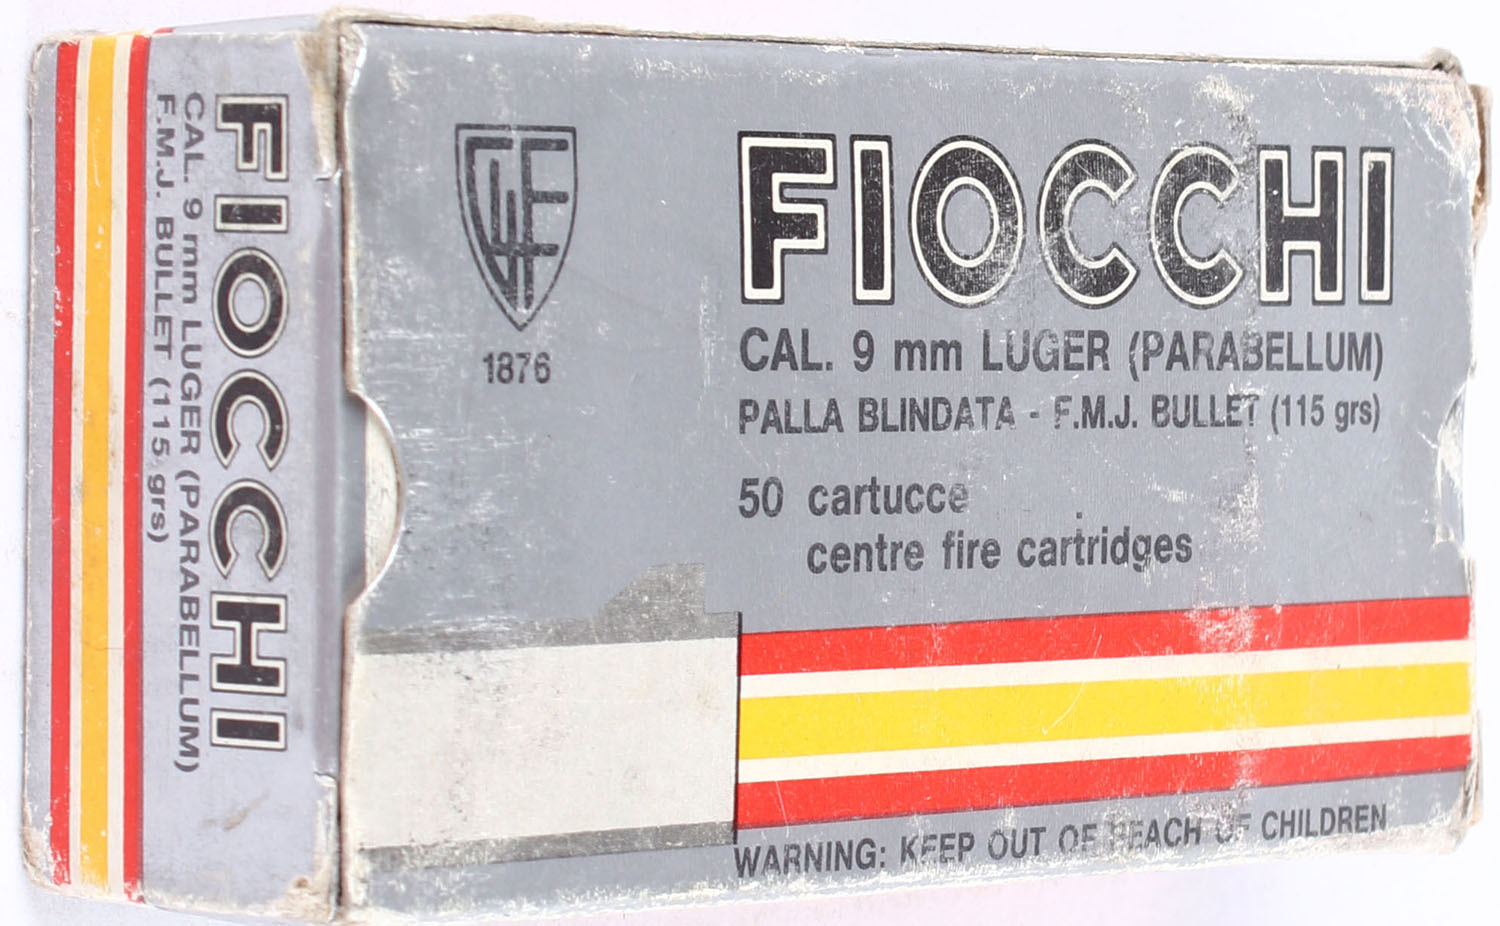 FIOCCHI
CAL. 9 mm LUGER (PARABELLUM)
F.M.J. BULLET (115 grs)
GFL
1876
FIOCCHI
CAL. 9 mm LUGER (PARABELLUM)
PALLA BLINDATA - F.M.J. BULLET (115 grs)
50 cartucce
centre fire cartridges
WARNING: KEEP OUT OF REACH OF CHILDREN